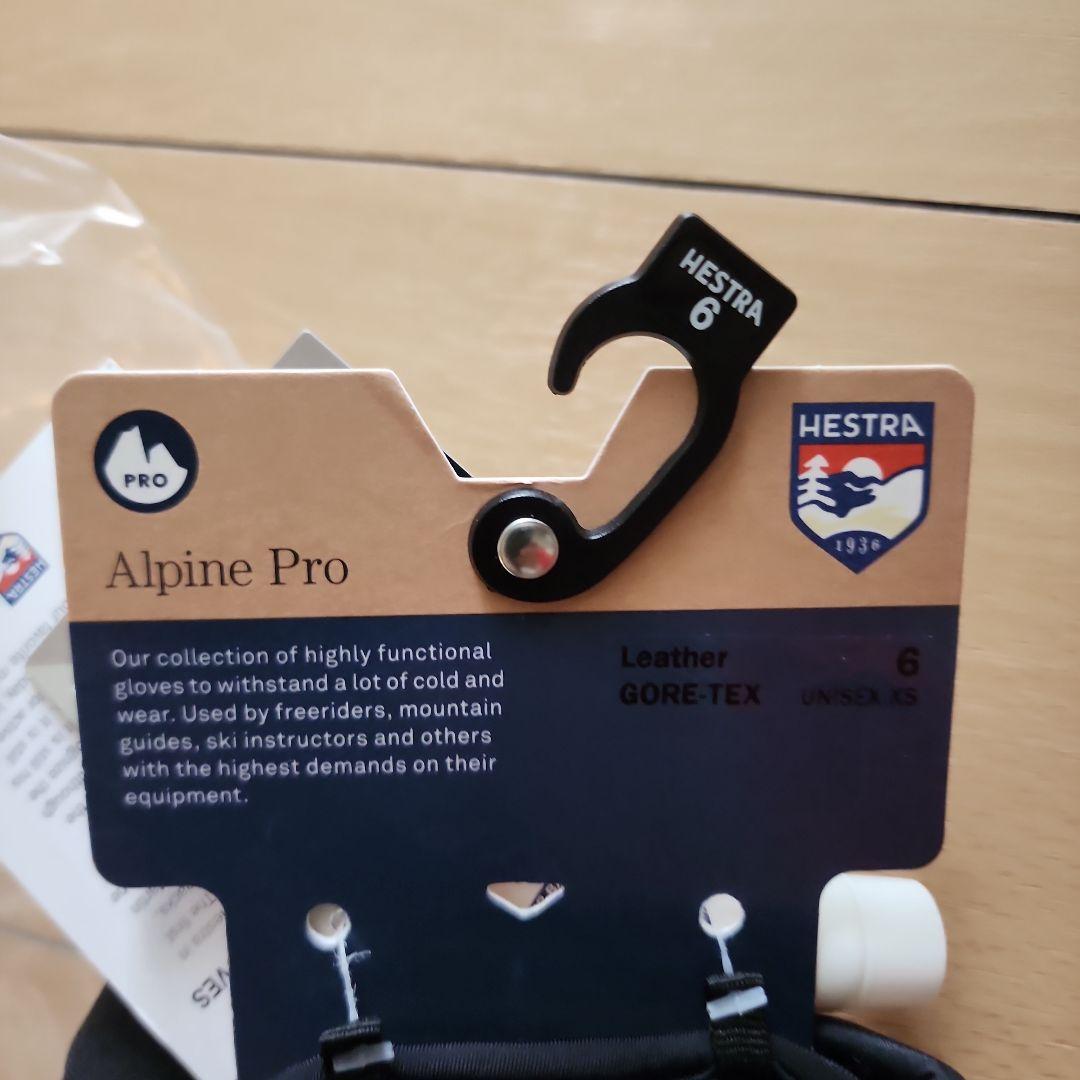 HESTRA
6
PRO
HESTRA
1936
Alpine Pro
Our collection of highly functional
gloves to withstand a lot of cold and
wear. Used by freeriders, mountain
guides, ski instructors and others
with the highest demands on their
equipment.
Leather 6
GORE-TEX UNISEX XS
HESTRA
VES